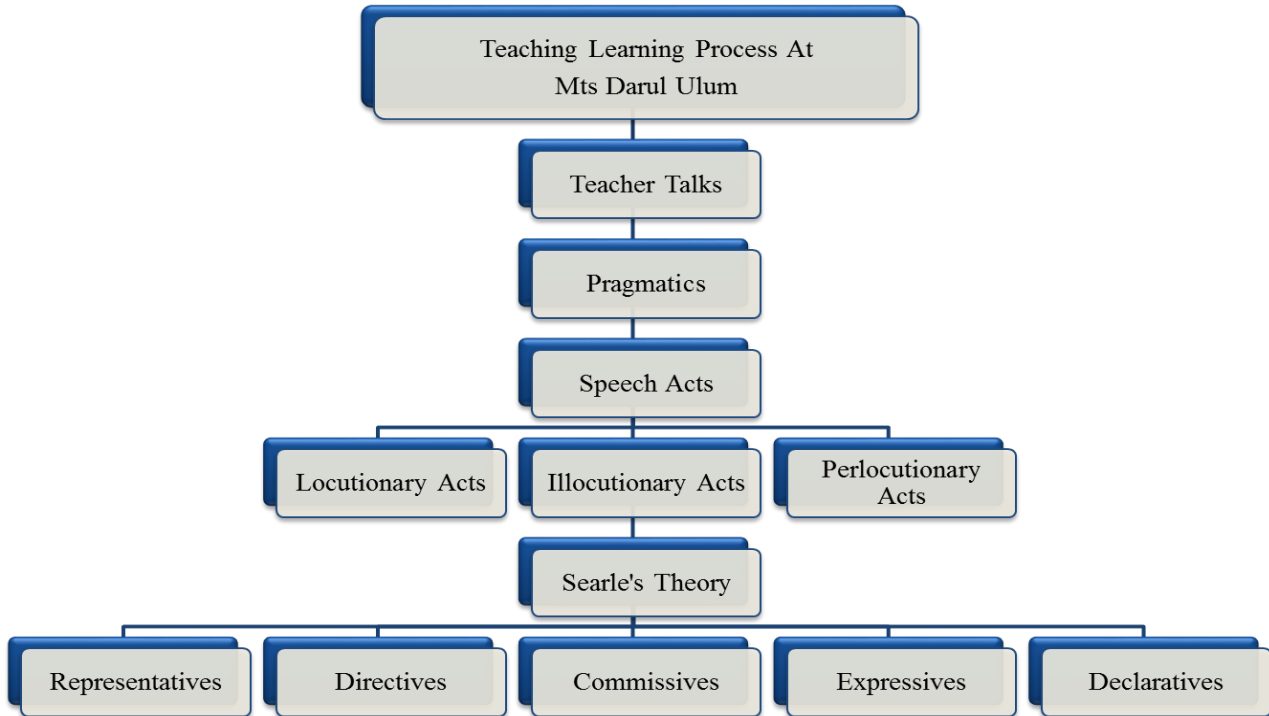 Teaching Learning Process At
Mts Darul Ulum
Teacher Talks
Pragmatics
Speech Acts
Locutionary Acts
Illocutionary Acts
Perlocutionary
Acts
Searle's Theory
Representatives
Directives
Commissives
Expressives
Declaratives